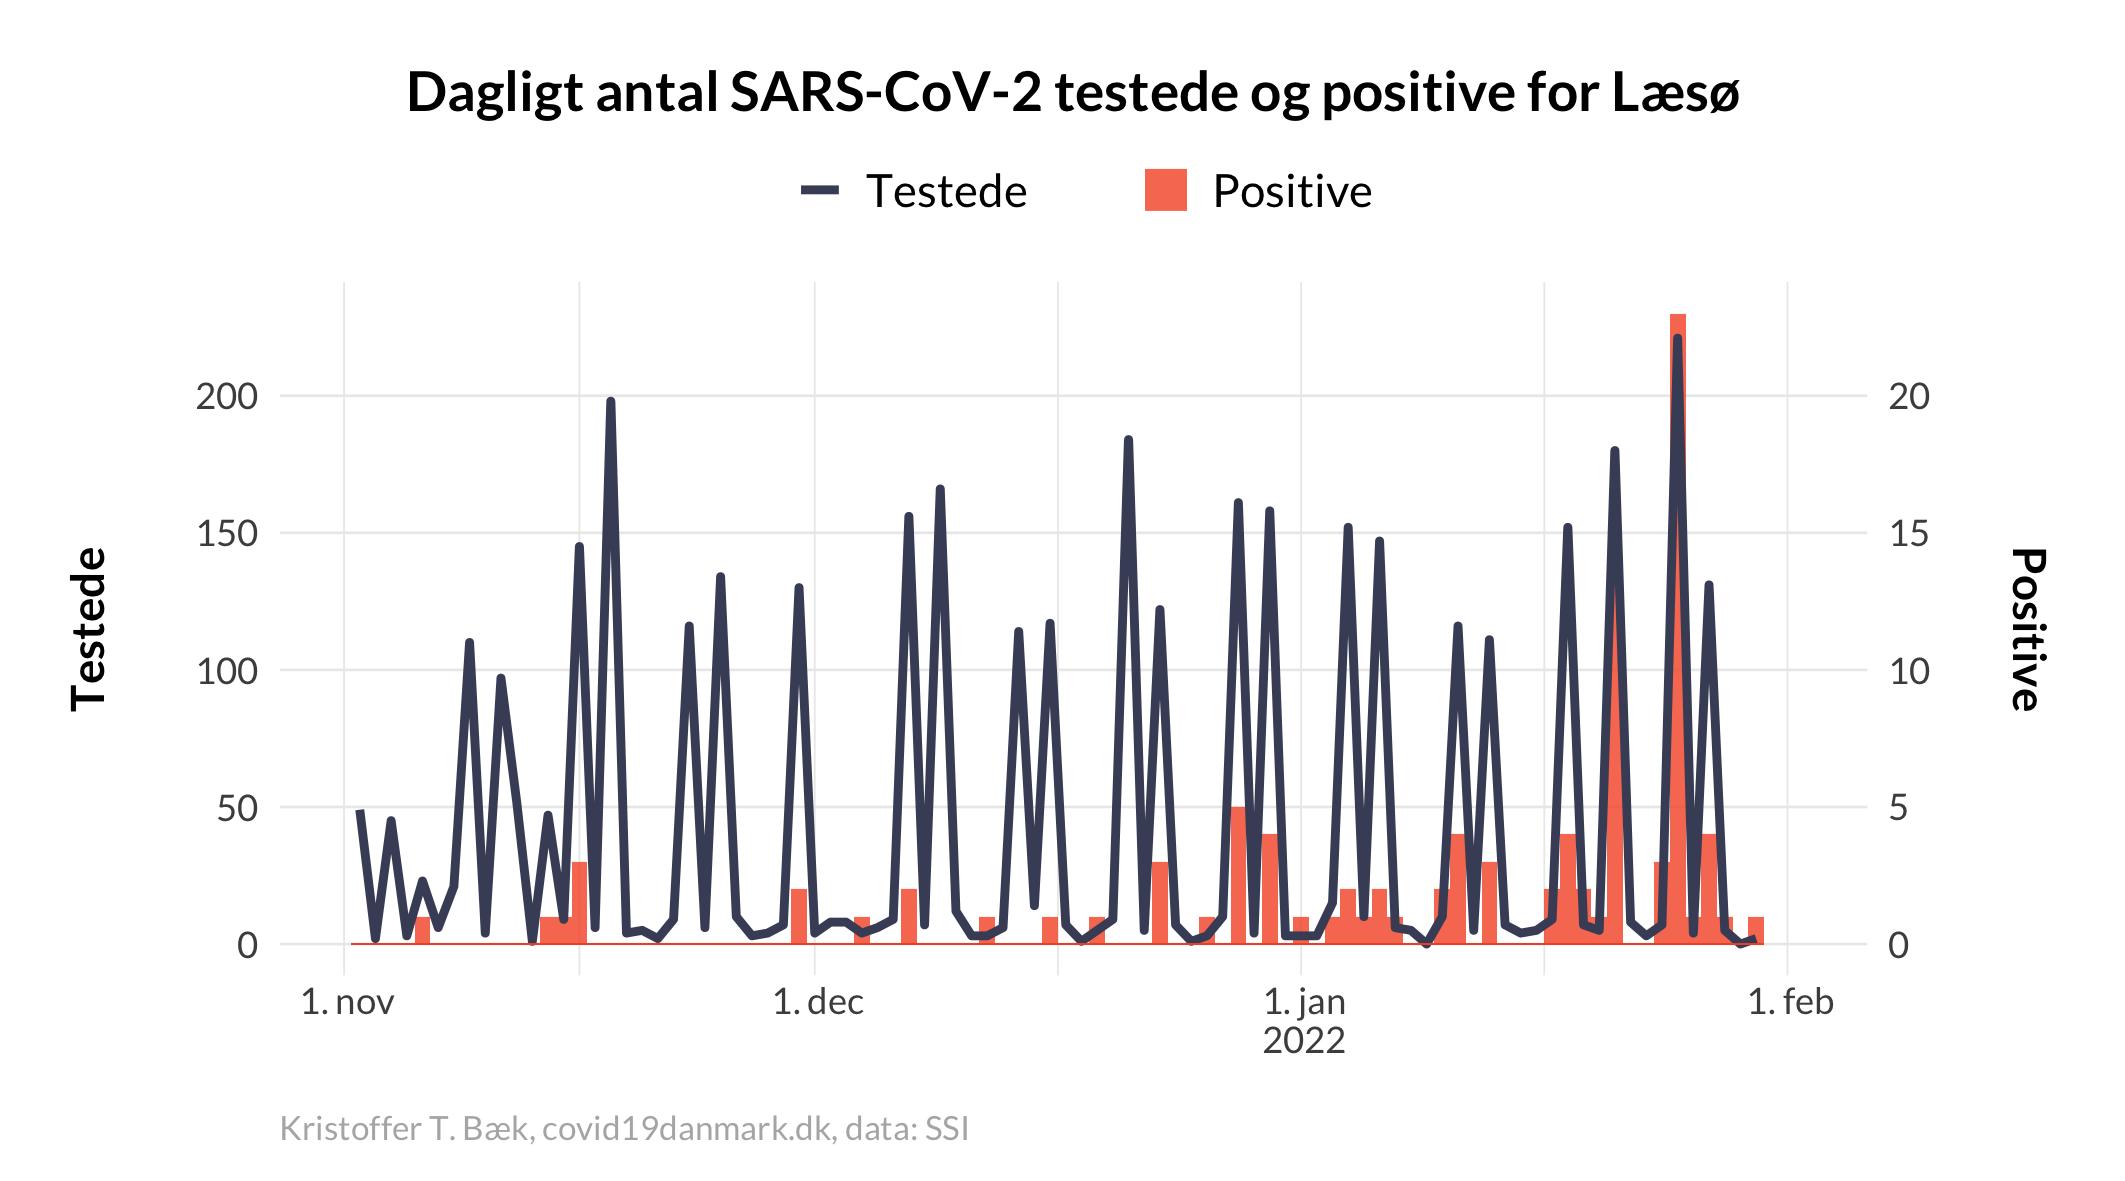 Dagligt antal SARS-CoV-2 testede og positive for Læsø
Testede
Positive
200
150
100
50
0
20
15
10
5
0
Testede
Positive
1. nov
1. dec
1. jan
2022
1. feb
Kristoffer T. Bæk, covid19danmark.dk, data: SSI